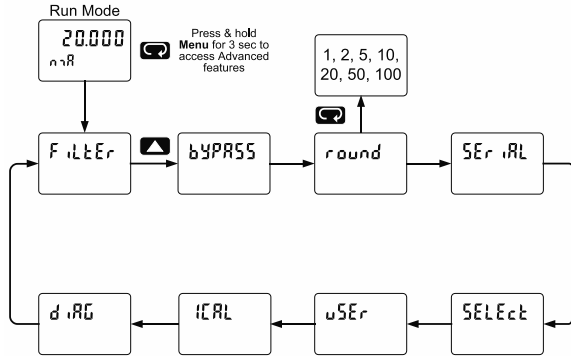 Run Mode
20.000
mA
Press & hold
Menu for 3 sec to
access Advanced
features
1, 2, 5, 10,
20, 50, 100
FiLtEr
bYPASS
round
SEriAL
diAG
ICAL
uSEr
SELEct